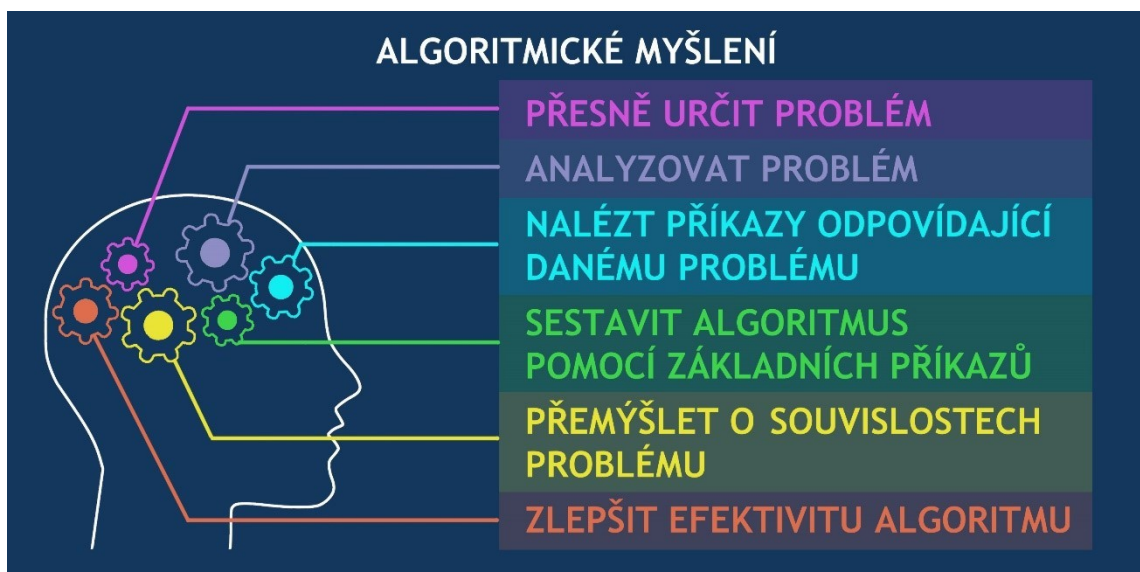 ALGORITMICKÉ MYŠLENÍ
PŘESNĚ URČIT PROBLÉM
ANALYZOVAT PROBLÉM
NALÉZT PŘÍKAZY ODPOVÍDAJÍCÍ
DANÉMU PROBLÉMU
SESTAVIT ALGORITMUS
POMOCÍ ZÁKLADNÍCH PŘÍKAZŮ
PŘEMÝŠLET O SOUVISLOSTECH
PROBLÉMU
ZLEPŠIT EFEKTIVITU ALGORITMU